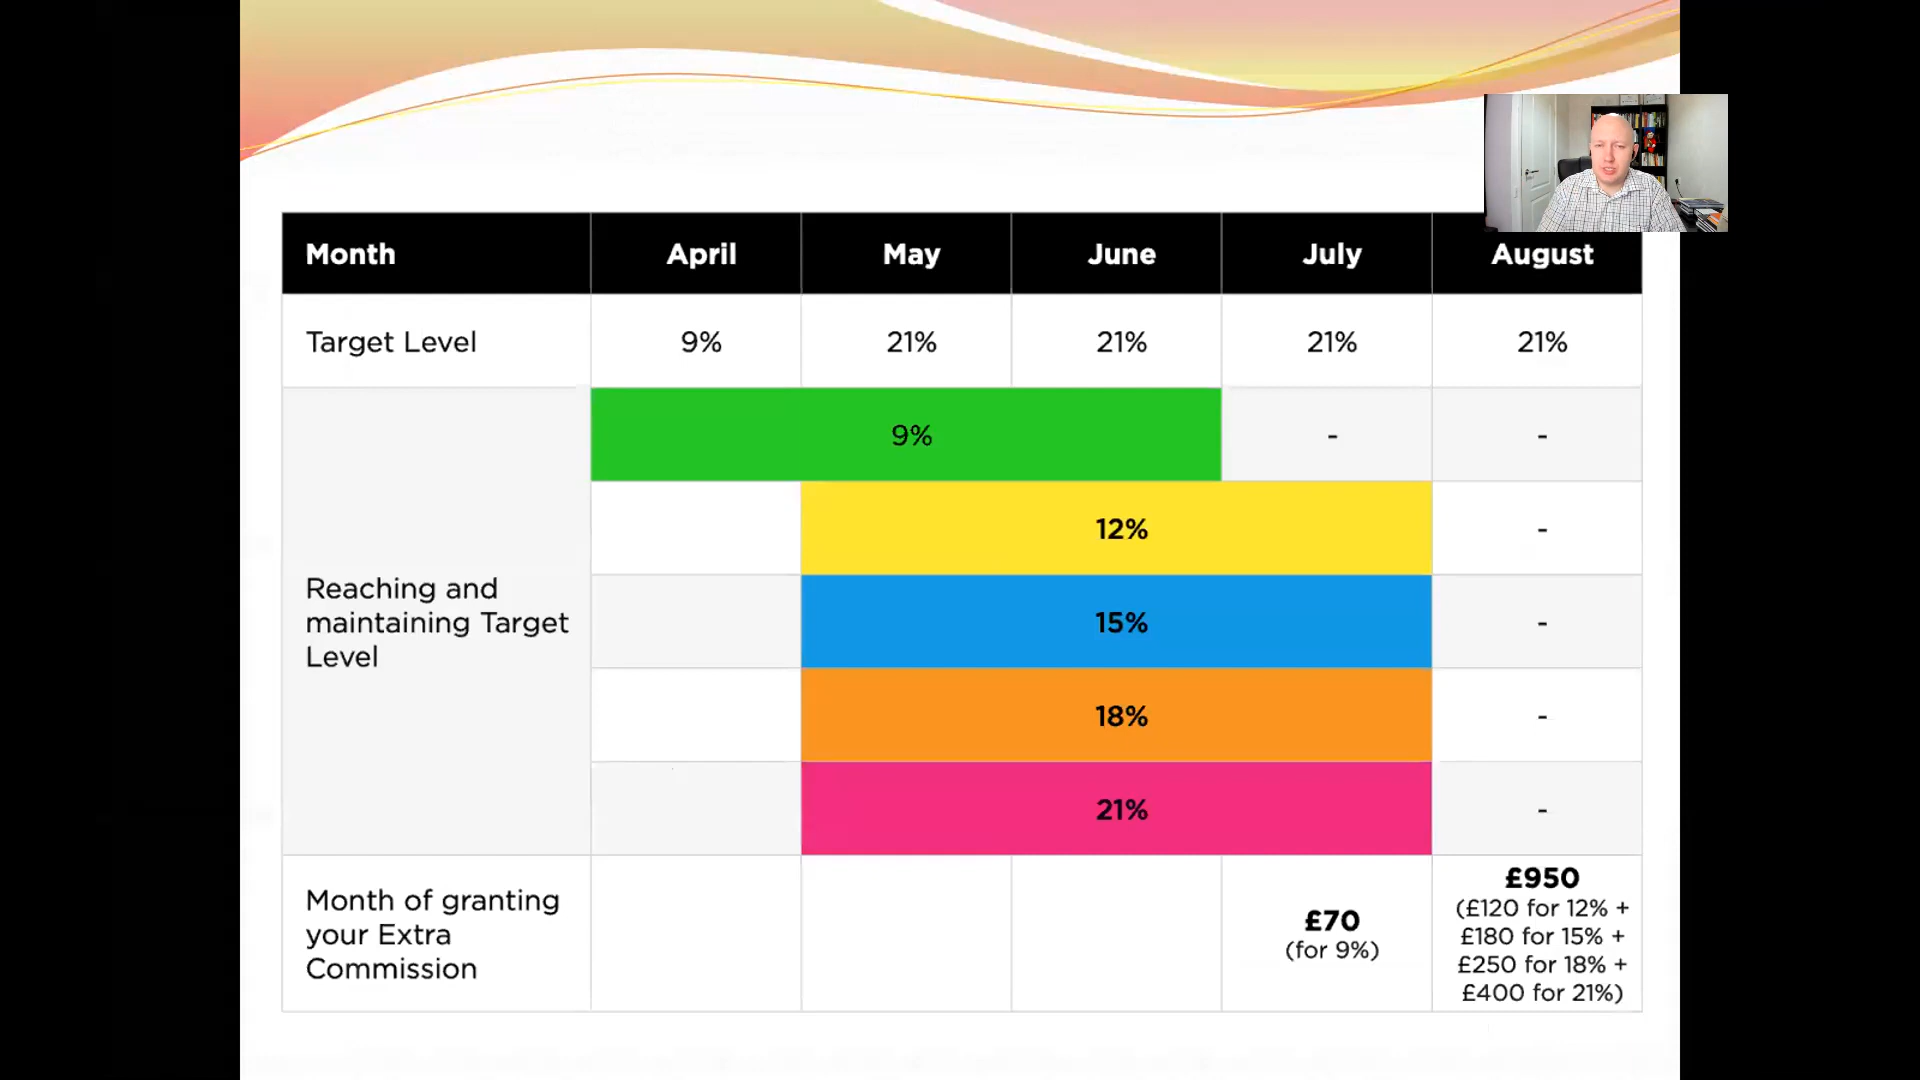 Month April May June July August
Target Level 9% 21% 21% 21% 21%
9% - -
12% -
15% -
Reaching and
maintaining Target
Level
18% -
21% -
Month of granting
your Extra
Commission
£70
(for 9%)
£950
(£120 for 12% +
£180 for 15% +
£250 for 18% +
£400 for 21%)